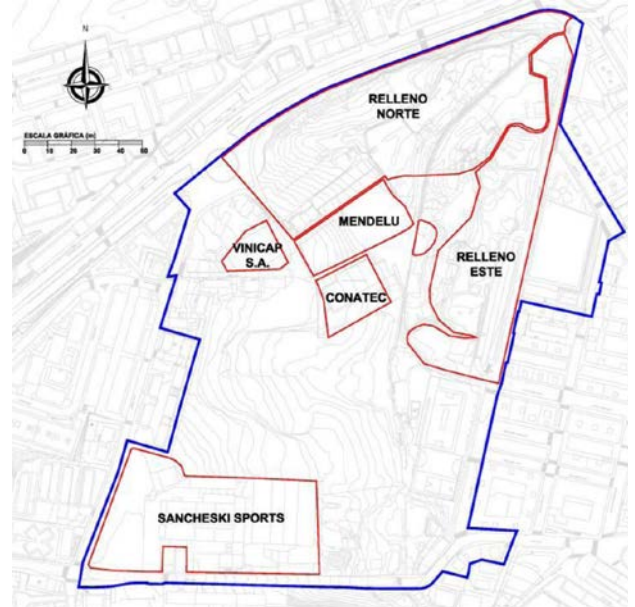 N
ESCALA GRÁFICA (m)
0 10 20 30 40 50
RELLENO
NORTE
MENDELU
VINICAP
S.A.
RELLENO
ESTE
CONATEC
SANCHESKI SPORTS